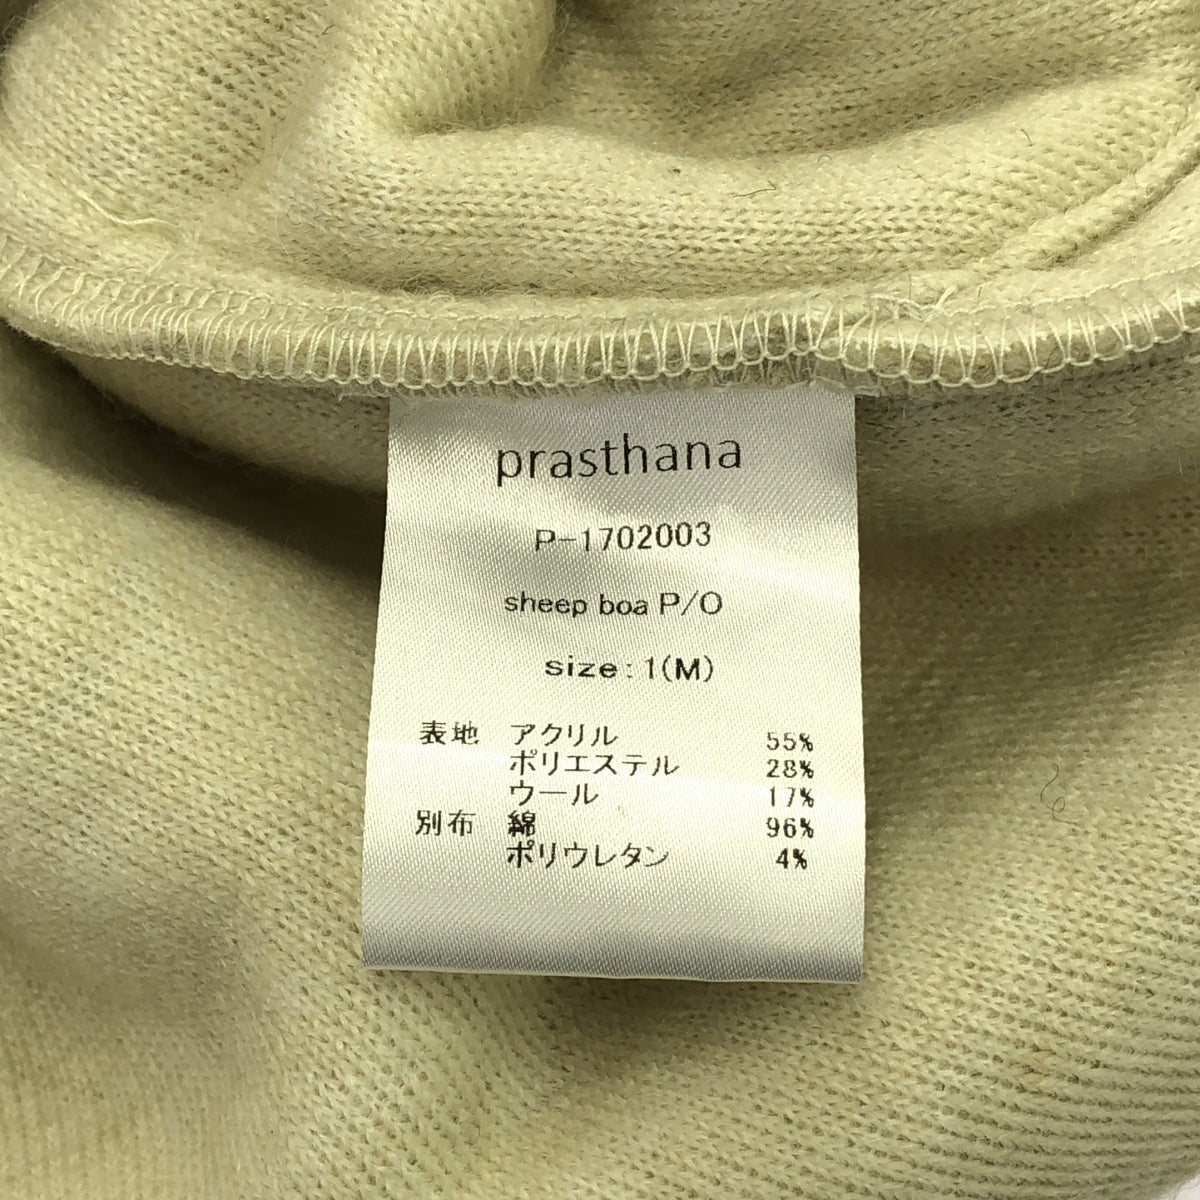 prasthana
P-1702003
sheep boa P/O
size:1(M)
表地 アクリル 55%
ポリエステル 28%
ウール 17%
別布 綿 96%
ポリウレタン 4%